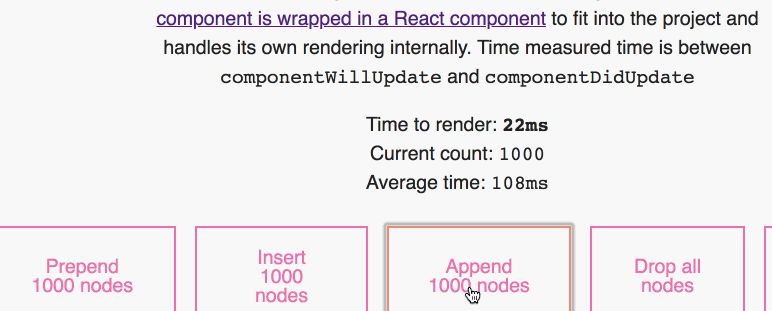 component is wrapped in a React component to fit into the project and
handles its own rendering internally. Time measured time is between
componentWillUpdate and componentDidUpdate
Time to render: 22ms
Current count: 1000
Average time: 108ms
Prepend
1000 nodes
Insert
1000
nodes
Append
1000 nodes
Drop all
nodes